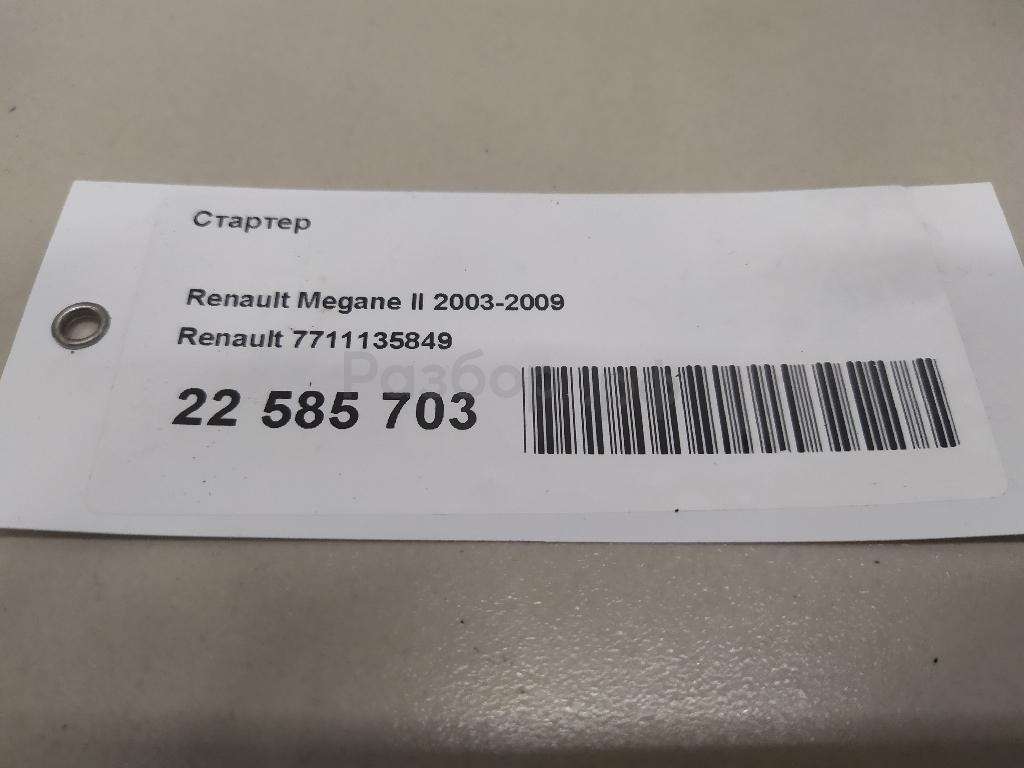 Стартер
Renault Megane II 2003-2009
Renault 7711135849
22 585 703